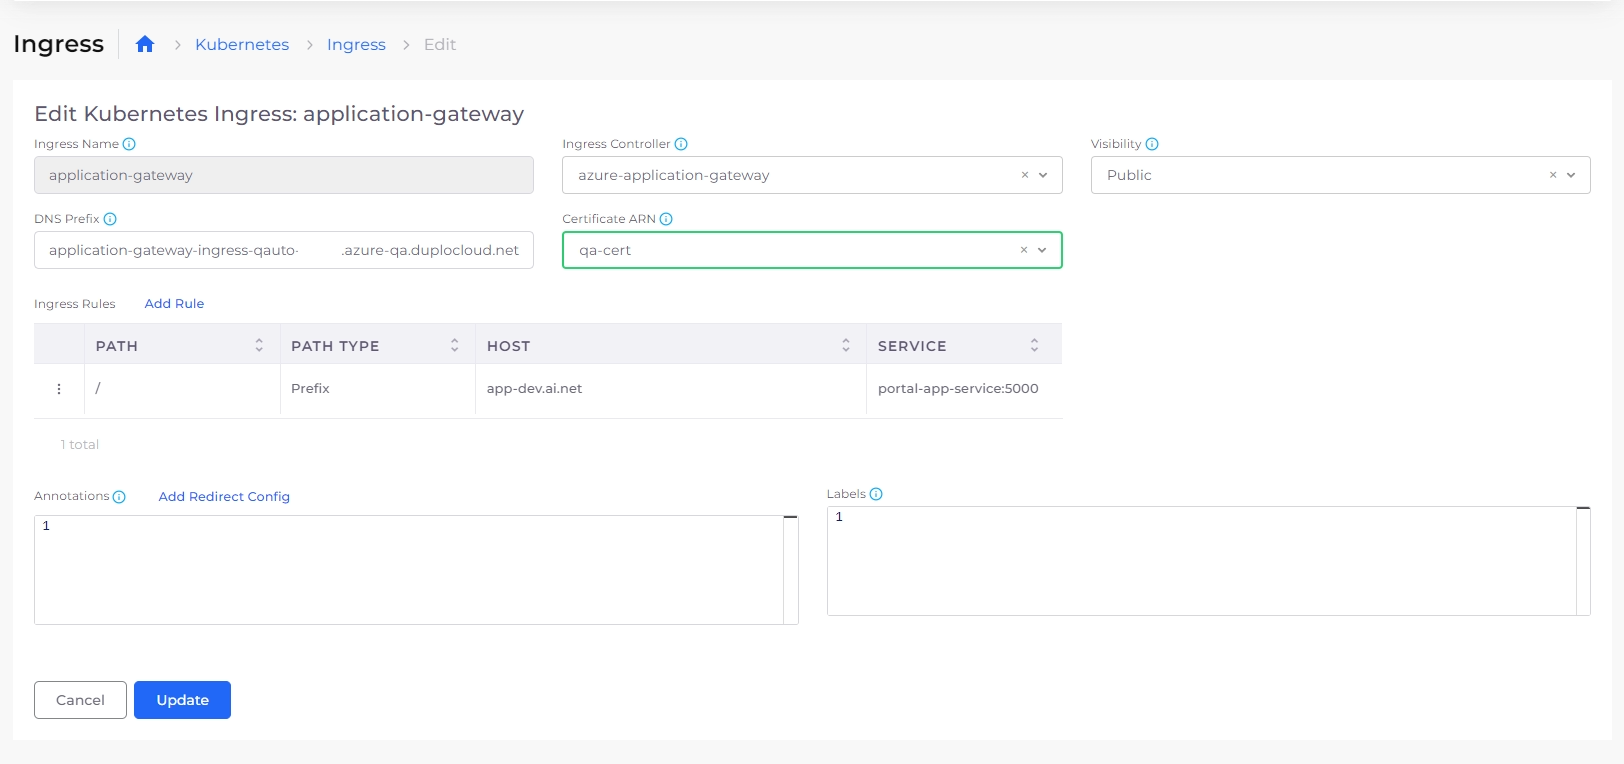 Ingress
Kubernetes > Ingress > Edit
Edit Kubernetes Ingress: application-gateway
Ingress Name
Ingress Controller
Visibility
application-gateway
azure-application-gateway
Public
DNS Prefix
Certificate ARN
application-gateway-ingress-qauto- .azure-qa.duplocloud.net
qa-cert
Ingress Rules Add Rule
PATH PATH TYPE HOST SERVICE
/ Prefix app-dev.ai.net portal-app-service:5000
1 total
Annotations Add Redirect Config
Labels
1
1
Cancel Update